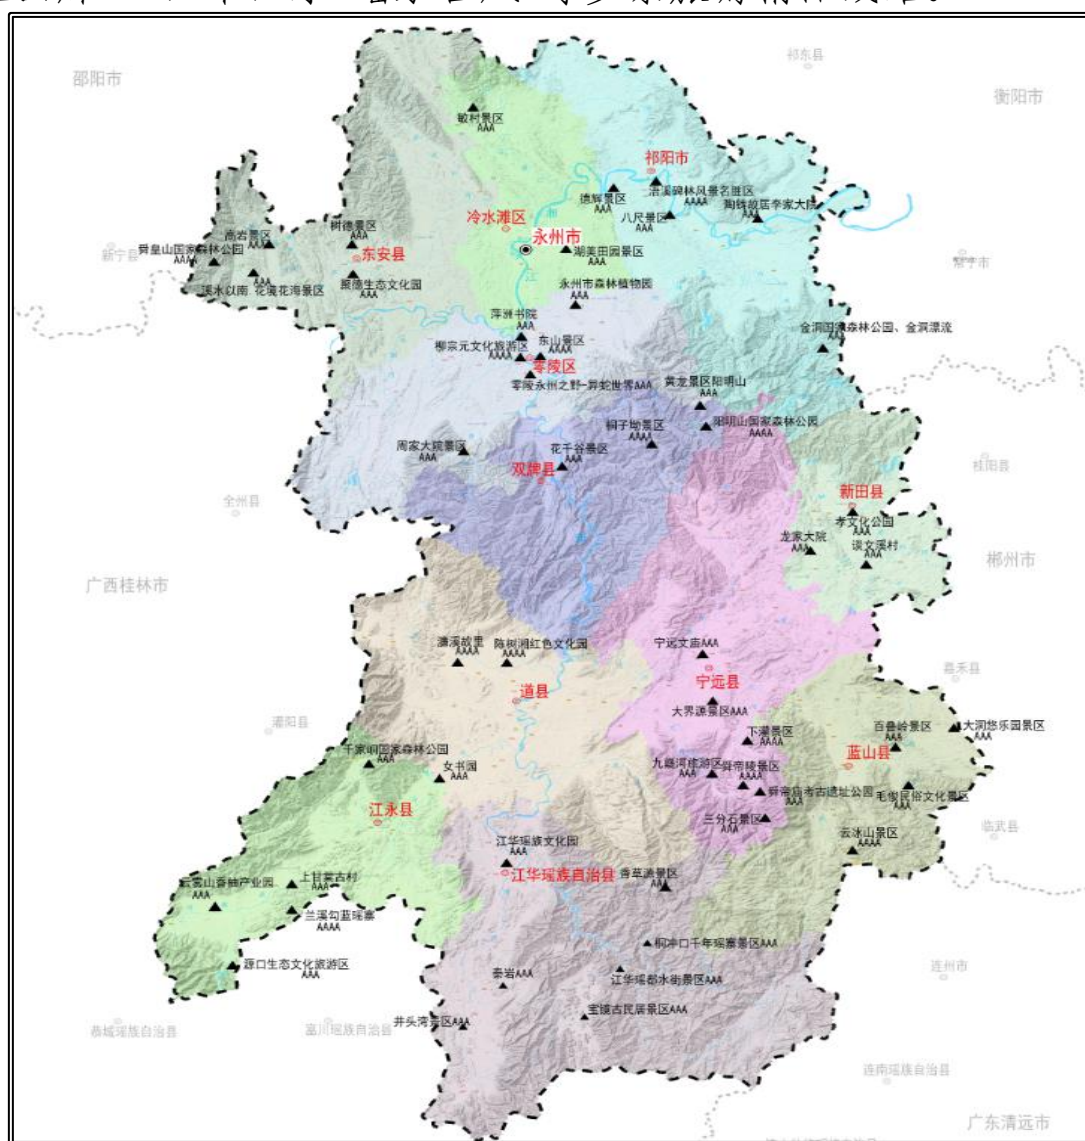 祁东县
邵阳市
衡阳市
敏村景区
AAA
祁阳市
德辉景区
AAA
浯溪碑林风景名胜区
AAAA
八尺景区
AAA
陶铸故居李家大院
AAA
冷水滩区
湘
江
永州市
湖美田园景区
AAA
树德景区
AAA
高岩景区
AAA
舜皇山国家森林公园
AAAA
新宁县
东安县
常宁市
AAA
溪水以南.花溪花海景区
聚德生态文化园
AAA
永州市森林植物园
AAA
萍洲书院
AAA
金洞国家森林公园、金洞漂流
AAA
柳宗元文化旅游区
AAAA
东山景区
AAAA
零陵区
零陵永州之野-异蛇世界AAA
黄龙景区阳明山
AAA
桐子坳景区
AAAA
阳明山国家森林公园
AAAA
周家大院景区
AAA
花千谷景区
AAA
双牌县
桂阳县
全州县
新田县
孝文化公园
AAA
龙家大院
AAA
谈文溪村
AAA
广西桂林市
郴州市
濂溪故里
AAAA
陈树湘红色文化园
AAAA
宁远文庙AAA
宁远县
嘉禾县
道县
大界源景区AAA
灌阳县
下灌景区
AAAA
百叠岭景区
AAA
大洞悠乐园景区
AAA
千家峒国家森林公园
AAA
女书园
AAA
九嶷河旅游区
AAA
舜帝陵景区
AAAA
蓝山县
舜帝庙考古遗址公园
AAA
毛俊民俗文化景区
AAA
江永县
三分石景区
AAA
临武县
云冰山景区
AAAA
江华瑶族文化园
AAA
江华瑶族自治县
香草源景区
AAA
上甘棠古村
AAA
云雾山香柚产业园
AAA
兰溪勾蓝瑶寨
AAAA
桐冲口千年瑶寨景区AAA
源口生态文化旅游区
AAA
秦岩AAA
江华瑶都水街景区AAA
连州市
宝镜古民居景区AAA
井头湾景区AAA
恭城瑶族自治县
富川瑶族自治县
连南瑶族自治县
广东清远市